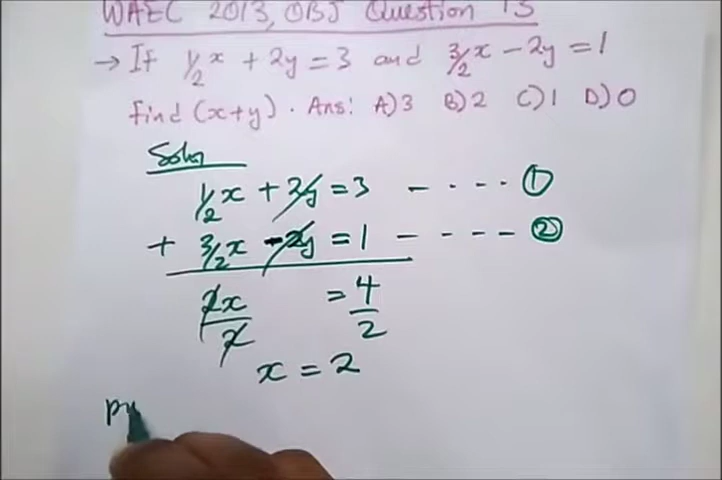 WAEC 2013, OBJ Question 13
→ If 1/2x + 2y = 3 and 3/2x - 2y = 1
find (x+y). Ans: A) 3 B) 2 C) 1 D) 0
Soln
1/2x + 2y = 3 - - - - - ①
+ 3/2x - 2y = 1 - - - - - ②
2x/2 = 4/2
x = 2
pu